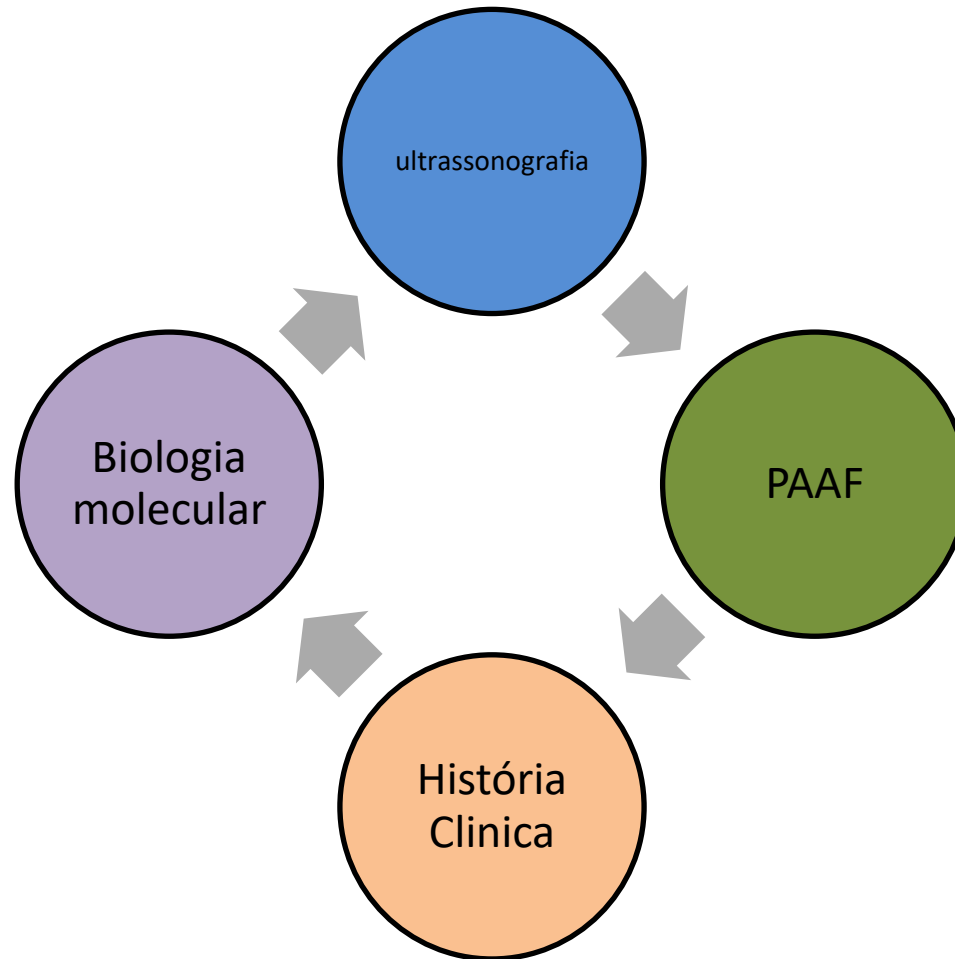 ultrassonografia
PAAF
História
Clinica
Biologia
molecular